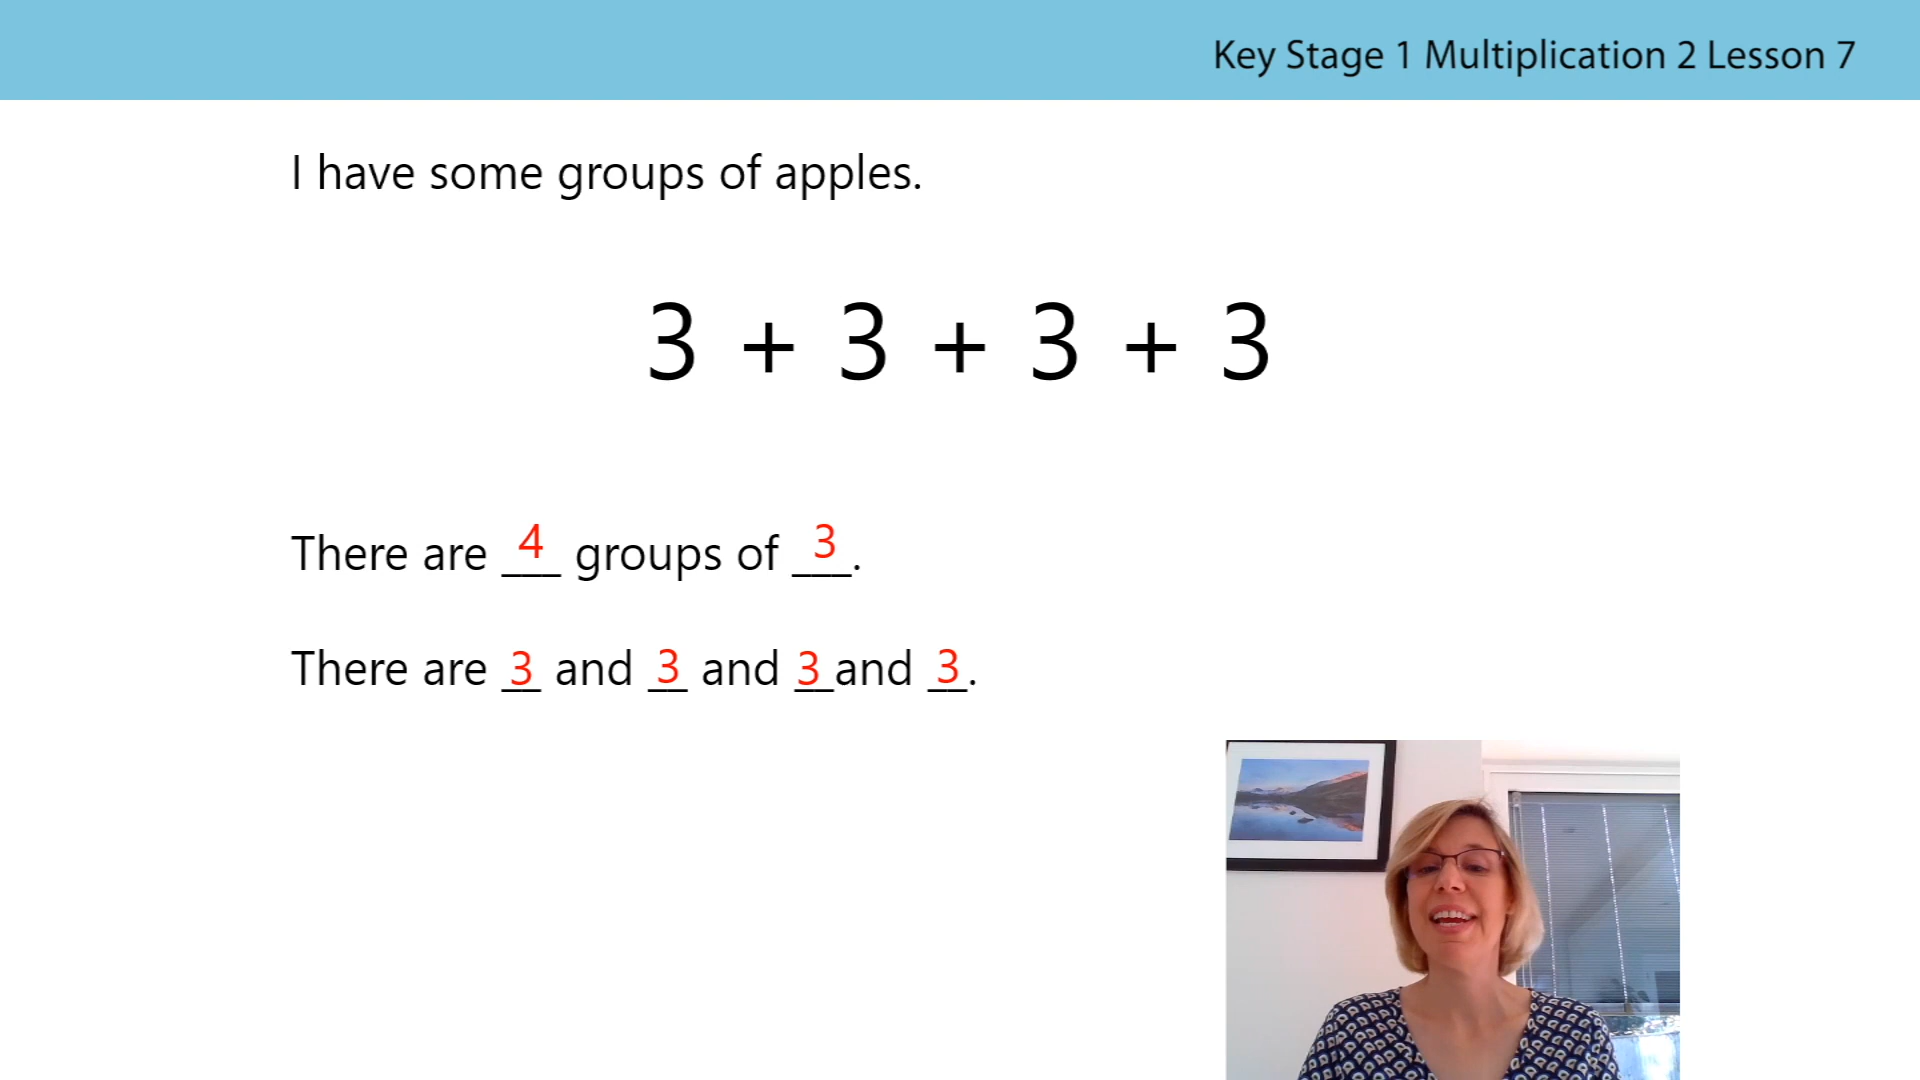 Key Stage 1 Multiplication 2 Lesson 7
I have some groups of apples.
3 + 3 + 3 + 3
There are 4 groups of 3.
There are 3 and 3 and 3 and 3.